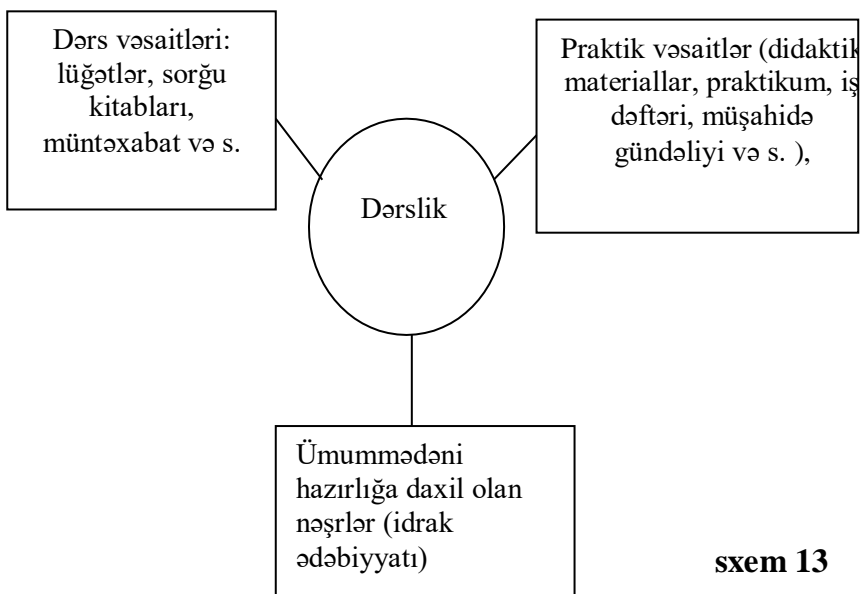 Dərs vəsaitləri:
lüğətlər, sorğu
kitabları,
müntəxabat və s.
Praktik vəsaitlər (didaktik
materiallar, praktikum, iş
dəftəri, müşahidə
gündəliyi və s. ),
Dərslik
Ümummədəni
hazırlığa daxil olan
nəşrlər (idrak
ədəbiyyatı)
sxem 13